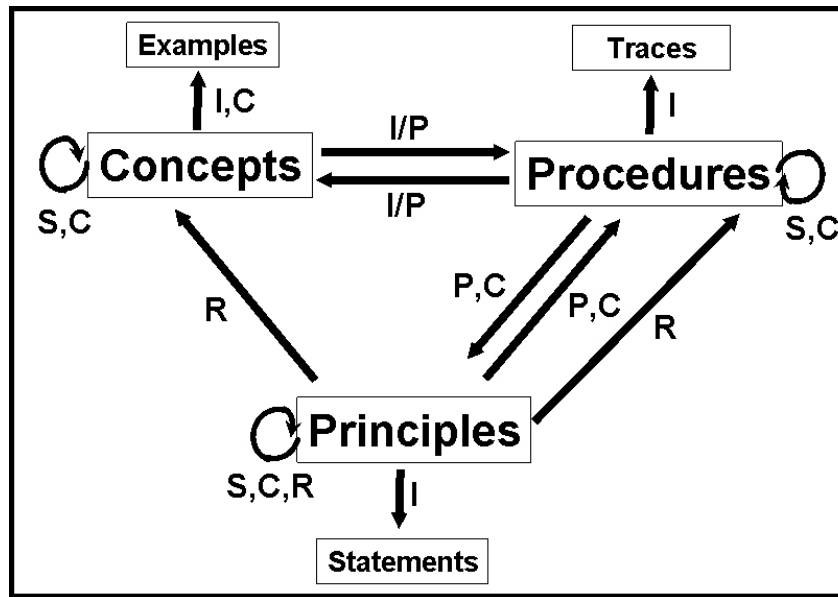 Examples
Traces
I,C
I
I/P
Concepts
Procedures
I/P
S,C
S,C
P,C
P,C
R
R
Principles
S,C,R
I
Statements